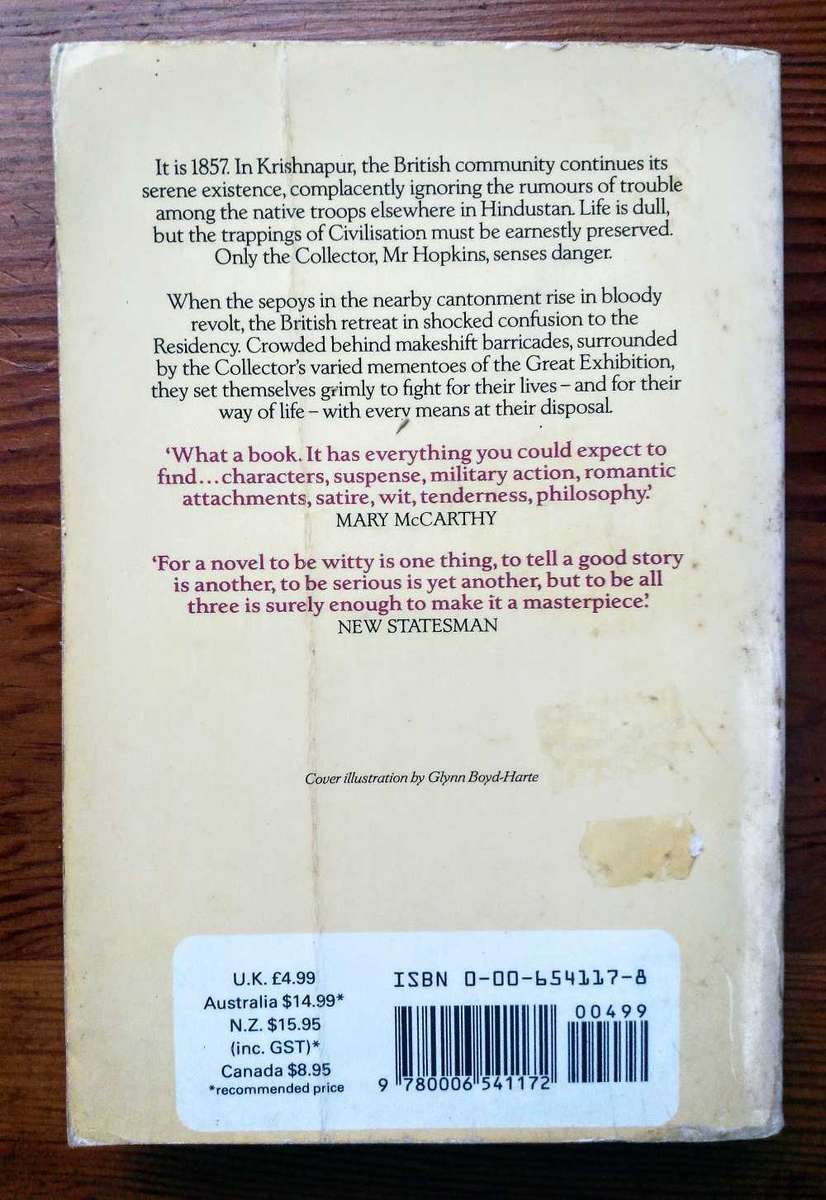 It is 1857. In Krishnapur, the British community continues its
serene existence, complacently ignoring the rumours of trouble
among the native troops elsewhere in Hindustan. Life is dull,
but the trappings of Civilisation must be earnestly preserved.
Only the Collector, Mr Hopkins, senses danger.
When the sepoys in the nearby cantonment rise in bloody
revolt, the British retreat in shocked confusion to the
Residency. Crowded behind makeshift barricades, surrounded
by the Collector's varied mementoes of the Great Exhibition,
they set themselves grimly to fight for their lives – and for their
way of life – with every means at their disposal.
'What a book. It has everything you could expect to
find...characters, suspense, military action, romantic
attachments, satire, wit, tenderness, philosophy.'
MARY McCARTHY
'For a novel to be witty is one thing, to tell a good story
is another, to be serious is yet another, but to be all
three is surely enough to make it a masterpiece.'
NEW STATESMAN
Cover illustration by Glynn Boyd-Harte
U.K. £4.99
Australia $14.99*
N.Z. $15.95
(inc. GST)*
Canada $8.95
*recommended price
ISBN 0-00-654117-8
00499
9 780006 541172